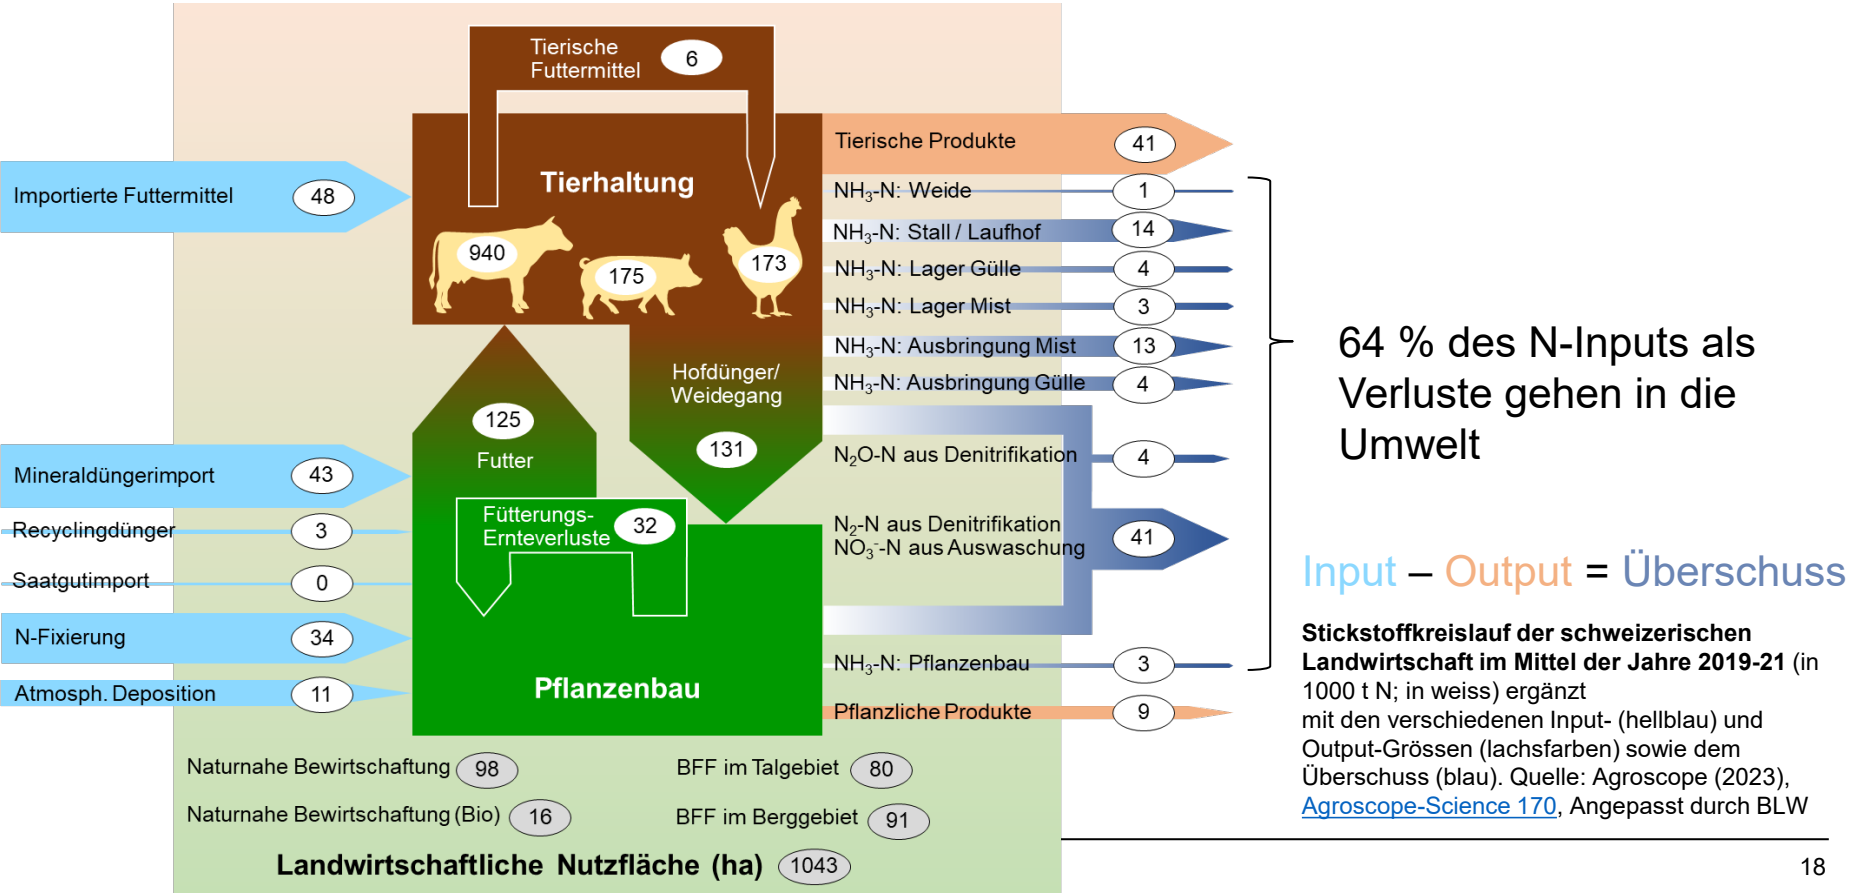 Tierische
Futtermittel
6
Tierische Produkte
41
Importierte Futtermittel
48
Tierhaltung
NH₃-N: Weide
1
NH₃-N: Stall / Laufhof
14
940
175
173
NH₃-N: Lager Gülle
4
NH₃-N: Lager Mist
3
NH₃-N: Ausbringung Mist
13
NH₃-N: Ausbringung Gülle
4
64 % des N-Inputs als
Verluste gehen in die
Umwelt
Hofdünger/
Weidegang
131
125
Futter
N₂O-N aus Denitrifikation
4
Mineraldüngerimport
43
Recyclingdünger
3
Saatgutimport
0
N-Fixierung
34
Atmosph. Deposition
11
Fütterungs-
Ernteverluste
32
N₂-N aus Denitrifikation
NO₃⁻-N aus Auswaschung
41
Pflanzenbau
NH₃-N: Pflanzenbau
3
Pflanzliche Produkte
9
Input – Output = Überschuss
Stickstoffkreislauf der schweizerischen
Landwirtschaft im Mittel der Jahre 2019-21 (in
1000 t N; in weiss) ergänzt
mit den verschiedenen Input- (hellblau) und
Output-Grössen (lachsfarben) sowie dem
Überschuss (blau). Quelle: Agroscope (2023),
Agroscope-Science 170, Angepasst durch BLW
Naturnahe Bewirtschaftung 98
BFF im Talgebiet 80
Naturnahe Bewirtschaftung (Bio) 16
BFF im Berggebiet 91
Landwirtschaftliche Nutzfläche (ha) 1043
18